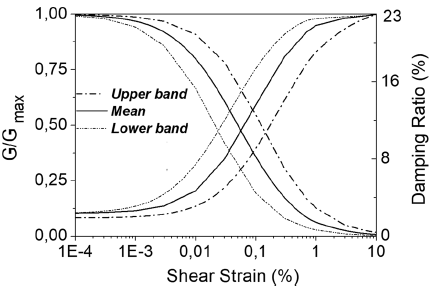 1,00
0,75
0,50
0,25
0,00
G/G max
23
16
8
0
Damping Ratio (%)
Upper band
Mean
Lower band
1E-4 1E-3 0,01 0,1 1 10
Shear Strain (%)